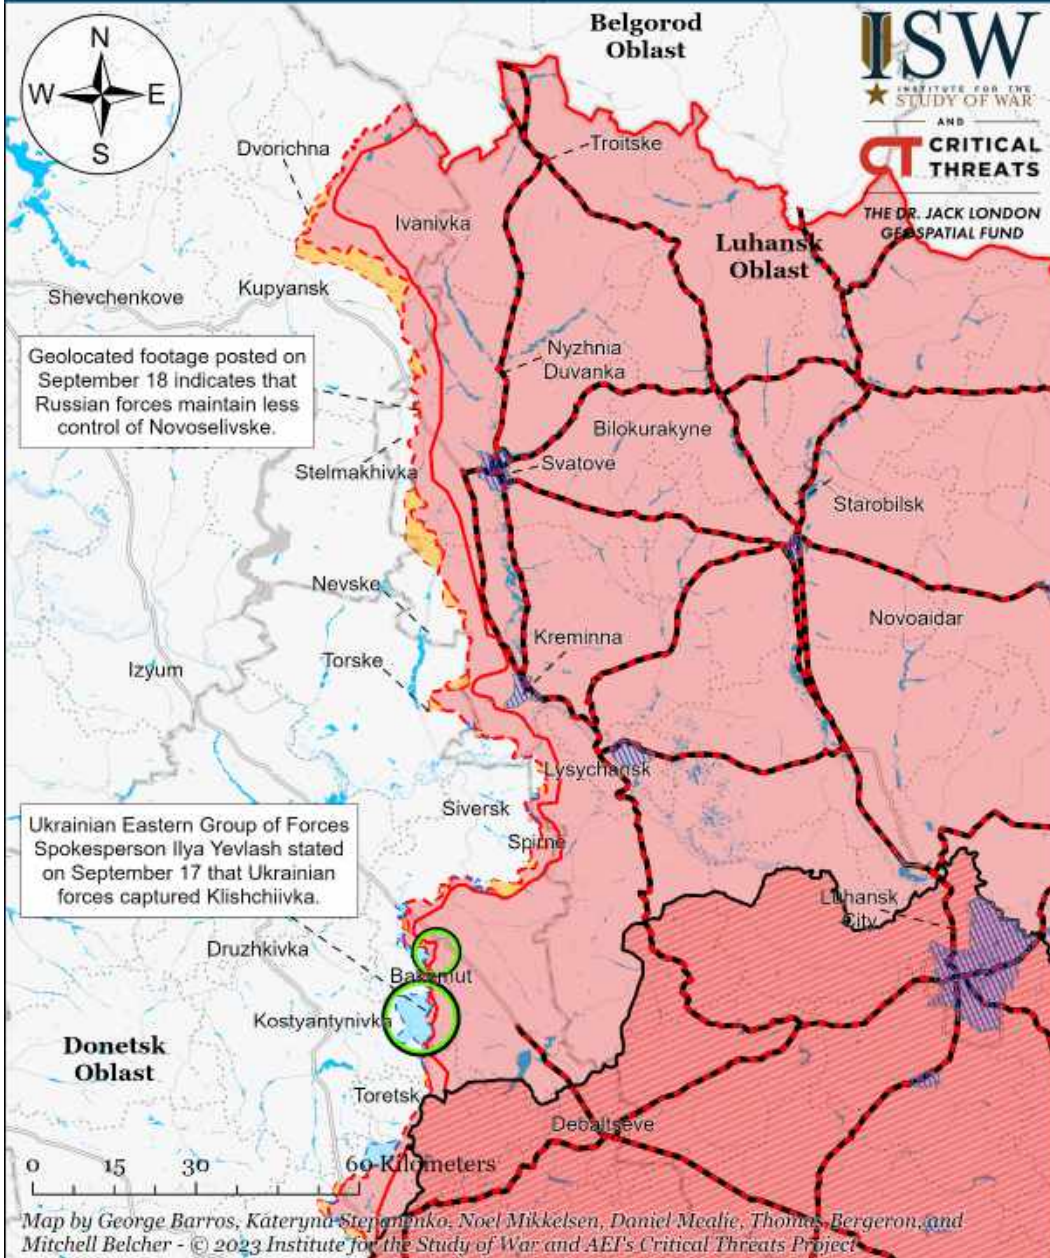 Belgorod
Oblast
N
W
E
S
ISW
INSTITUTE FOR THE
STUDY OF WAR
AND
CT CRITICAL
THREATS
THE DR. JACK LONDON
GEOSPATIAL FUND
Dvorichna
Troitske
Ivanivka
Luhansk
Oblast
Shevchenkove
Kupyansk
Geolocated footage posted on
September 18 indicates that
Russian forces maintain less
control of Novoselivske.
Nyzhnia
Duvanka
Bilokurakyne
Svatove
Stelmakhivka
Starobilsk
Nevske
Novoaidar
Kreminna
Torske
Izyum
Lysychansk
Siversk
Spirne
Ukrainian Eastern Group of Forces
Spokesperson Ilya Yevlash stated
on September 17 that Ukrainian
forces captured Klishchiivka.
Luhansk
City
Druzhkivka
Bakhmut
Kostyantynivka
Donetsk
Oblast
Toretsk
Debaltseve
0 15 30 60 Kilometers
Map by George Barros, Kateryna Stepanenko, Noel Mikkelsen, Daniel Mealie, Thomas Bergeron, and
Mitchell Belcher - © 2023 Institute for the Study of War and AEI's Critical Threats Project